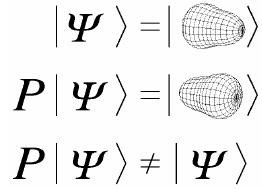 | Ψ ⟩ = | ⟩
P | Ψ ⟩ = | ⟩
P | Ψ ⟩ ≠ | Ψ ⟩